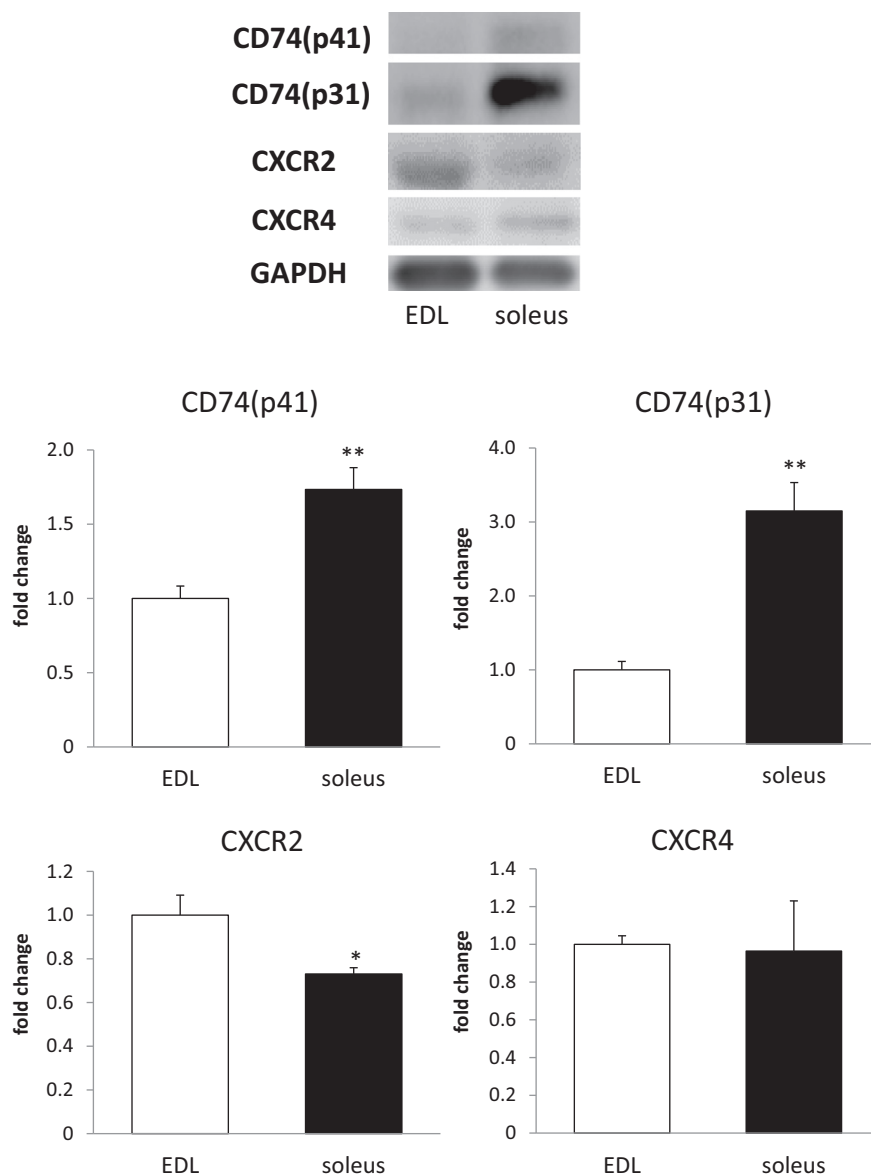 CD74(p41)
CD74(p31)
CXCR2
CXCR4
GAPDH
EDL soleus
CD74(p41)
fold change
2.0
1.5
1.0
0.5
0
**
EDL soleus
CD74(p31)
fold change
4.0
3.0
2.0
1.0
0
**
EDL soleus
CXCR2
fold change
1.2
1.0
0.8
0.6
0.4
0.2
0
*
EDL soleus
CXCR4
fold change
1.4
1.2
1.0
0.8
0.6
0.4
0.2
0
EDL soleus